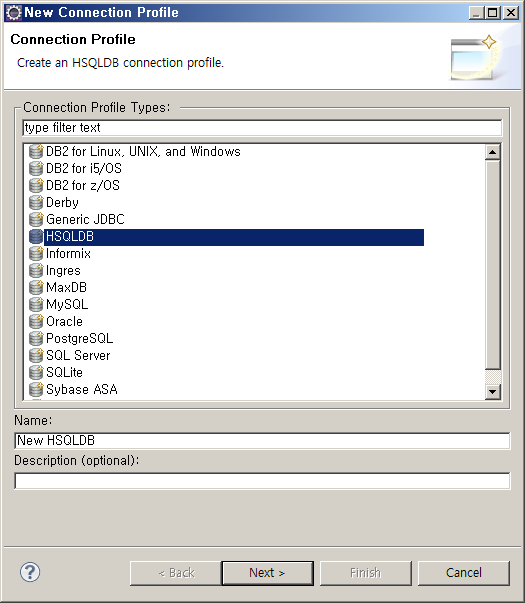 New Connection Profile
Connection Profile
Create an HSQLDB connection profile.
Connection Profile Types:
type filter text
DB2 for Linux, UNIX, and Windows
DB2 for i5/OS
DB2 for z/OS
Derby
Generic JDBC
HSQLDB
Informix
Ingres
MaxDB
MySQL
Oracle
PostgreSQL
SQL Server
SQLite
Sybase ASA
Name:
New HSQLDB
Description (optional):
?
< Back
Next >
Finish
Cancel